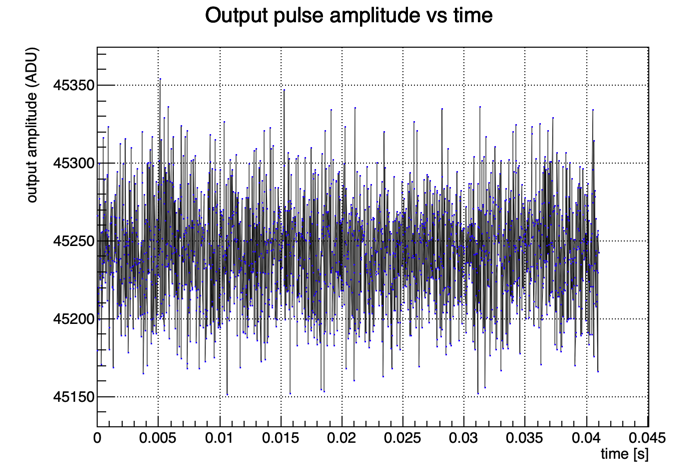 Output pulse amplitude vs time
output amplitude (ADU)
45350
45300
45250
45200
45150
0 0.005 0.01 0.015 0.02 0.025 0.03 0.035 0.04 0.045
time [s]